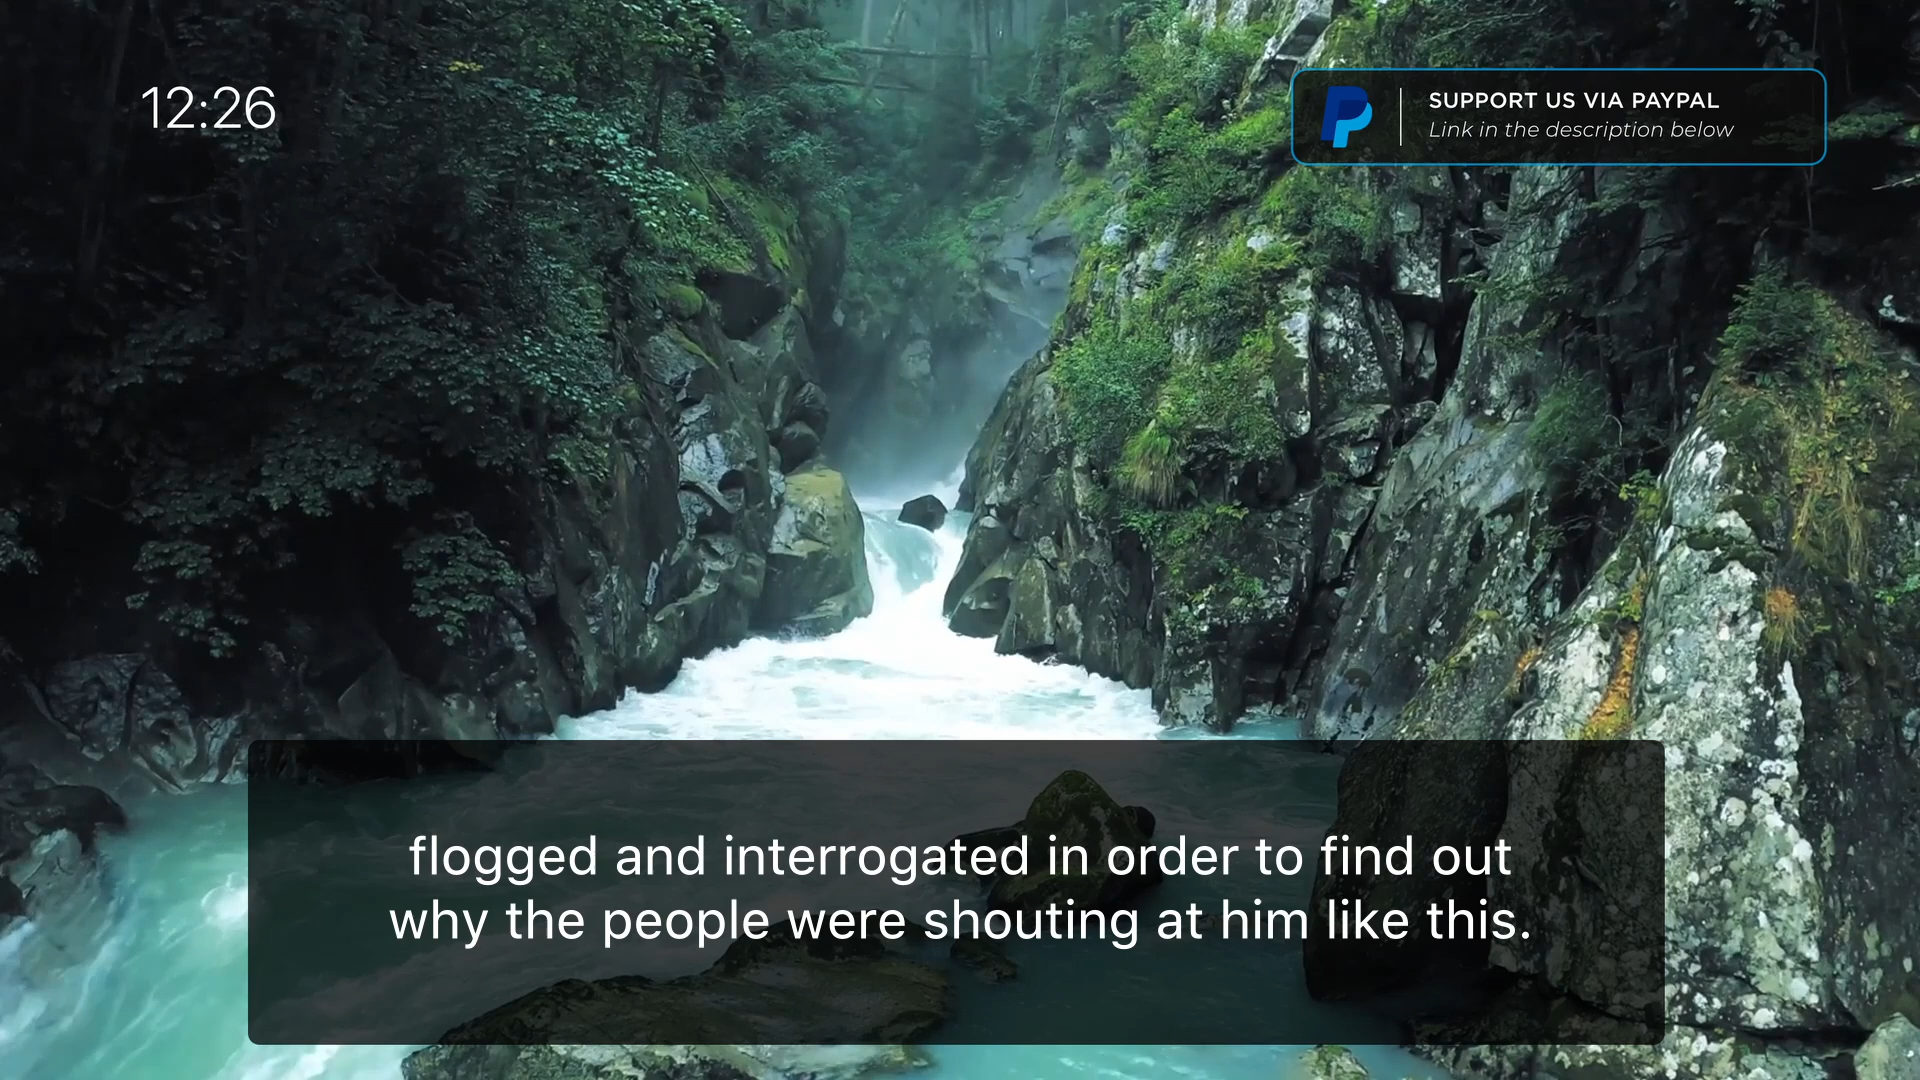 12:26
SUPPORT US VIA PAYPAL
Link in the description below
flogged and interrogated in order to find out
why the people were shouting at him like this.